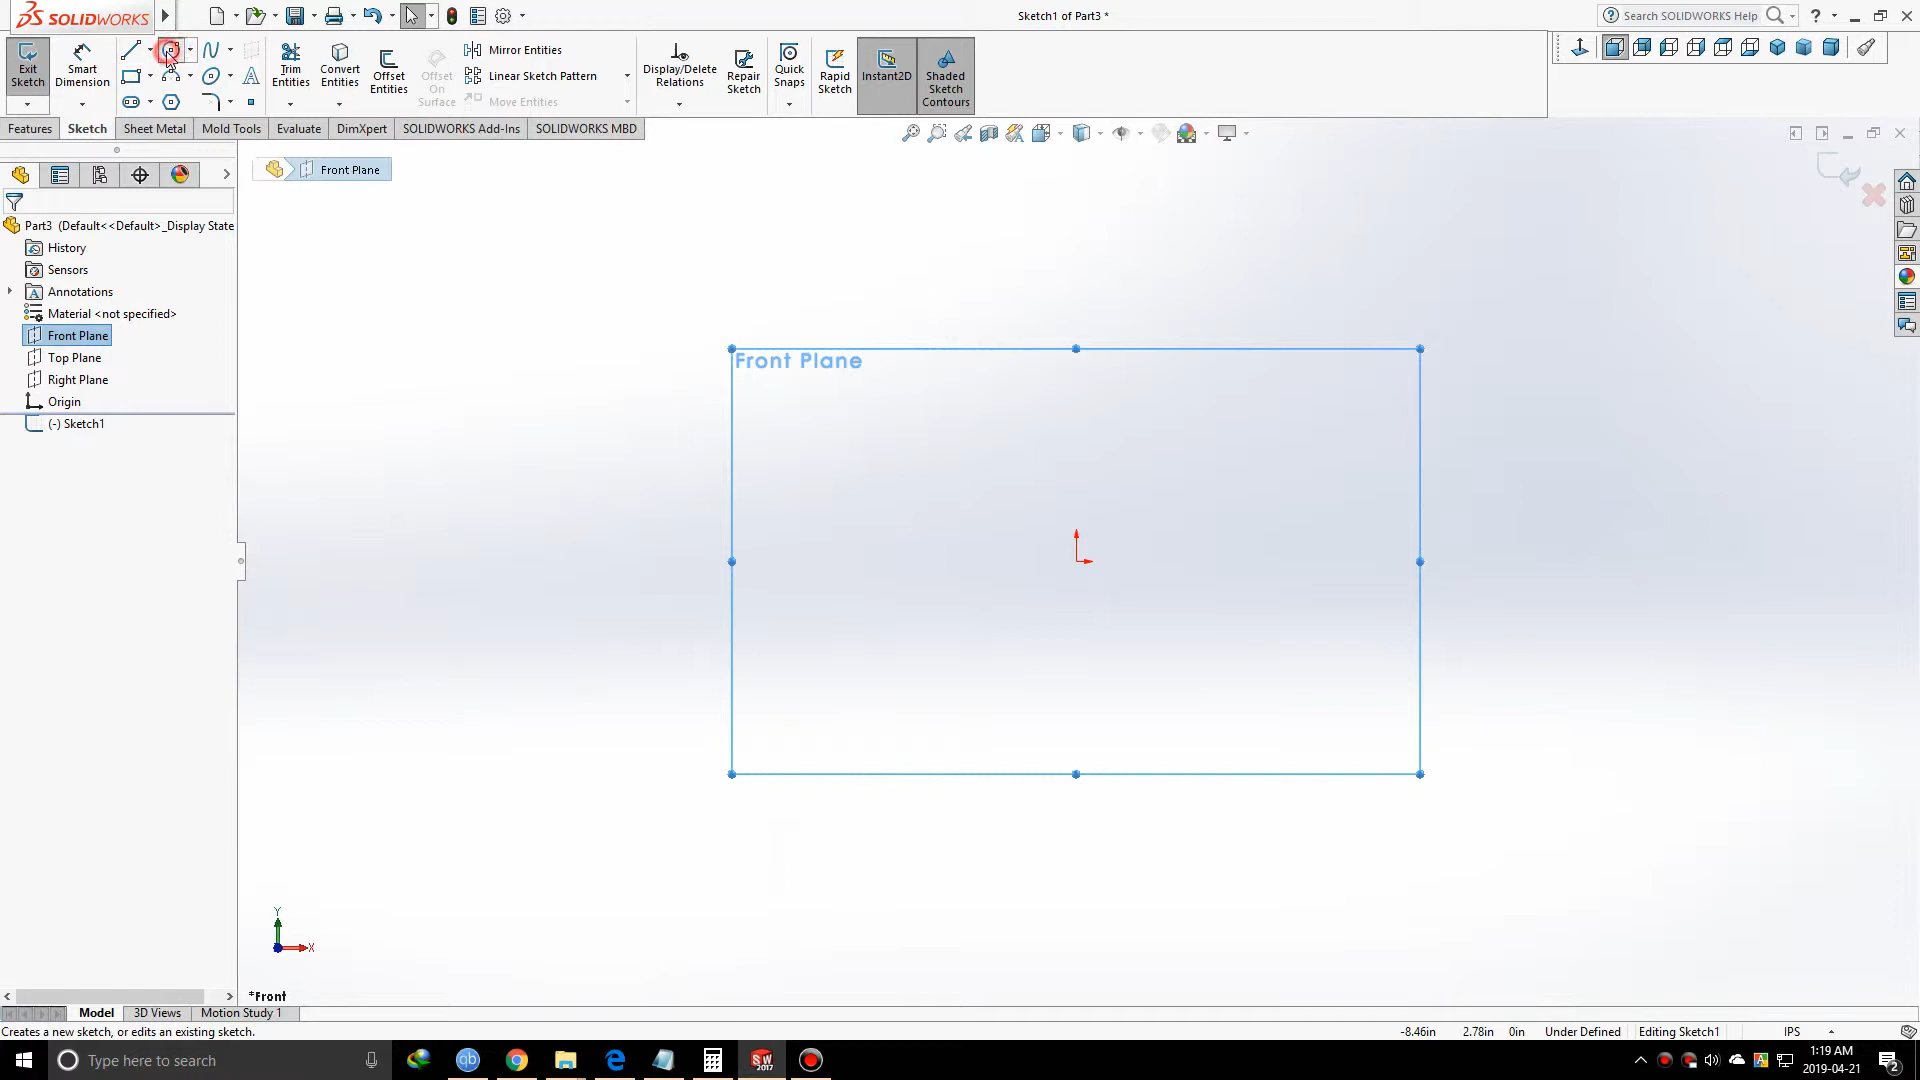 SOLIDWORKS
Sketch1 of Part3 *
Search SOLIDWORKS Help
Exit Sketch
Smart Dimension
Trim Entities
Convert Entities
Offset Entities
Offset On Surface
Mirror Entities
Linear Sketch Pattern
Move Entities
Display/Delete Relations
Repair Sketch
Quick Snaps
Rapid Sketch
Instant2D
Shaded Sketch Contours
Features Sketch Sheet Metal Mold Tools Evaluate DimXpert SOLIDWORKS Add-Ins SOLIDWORKS MBD
Front Plane
Part3 (Default<<Default>_Display State
History
Sensors
Annotations
Material <not specified>
Front Plane
Top Plane
Right Plane
Origin
(-) Sketch1
Front Plane
Y
X
*Front
Model 3D Views Motion Study 1
Creates a new sketch, or edits an existing sketch.
-8.46in 2.78in 0in Under Defined Editing Sketch1 IPS
Type here to search
qb
SW 2017
1:19 AM
2019-04-21
2